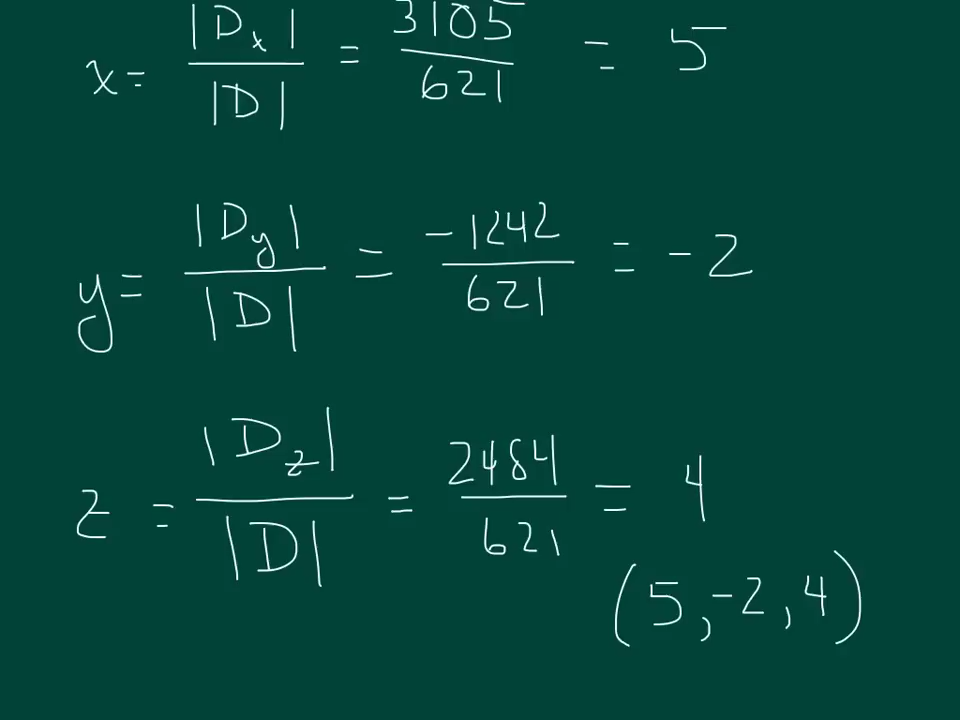 x = |Dx| / |D| = 3105 / 621 = 5
y = |Dy| / |D| = -1242 / 621 = -2
z = |Dz| / |D| = 2484 / 621 = 4
(5, -2, 4)